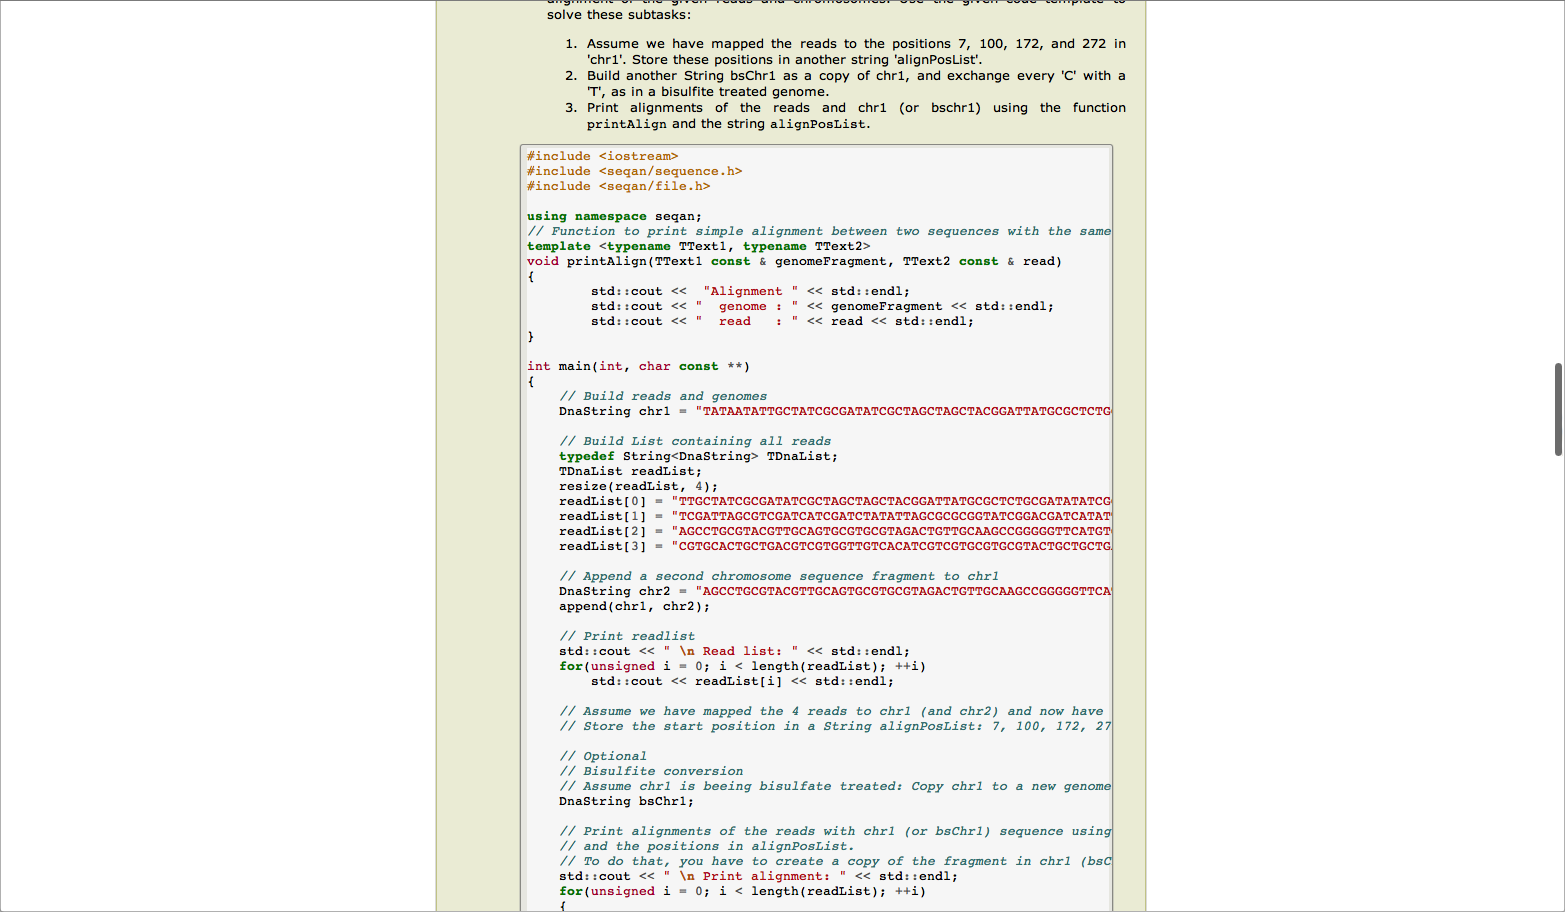 solve these subtasks:
1. Assume we have mapped the reads to the positions 7, 100, 172, and 272 in
'chr1'. Store these positions in another string 'alignPosList'.
2. Build another String bsChr1 as a copy of chr1, and exchange every 'C' with a
'T', as in a bisulfite treated genome.
3. Print alignments of the reads and chr1 (or bschr1) using the function
printAlign and the string alignPosList.
#include <iostream>
#include <seqan/sequence.h>
#include <seqan/file.h>
using namespace seqan;
// Function to print simple alignment between two sequences with the same
template <typename TText1, typename TText2>
void printAlign(TText1 const & genomeFragment, TText2 const & read)
{
std::cout <<  "Alignment " << std::endl;
std::cout << "  genome : " << genomeFragment << std::endl;
std::cout << "  read   : " << read << std::endl;
}
int main(int, char const **)
{
// Build reads and genomes
DnaString chr1 = "TATAATATTGCTATCGCGATATCGCTAGCTAGCTACGGATTATGCGCTCTG
// Build List containing all reads
typedef String<DnaString> TDnaList;
TDnaList readList;
resize(readList, 4);
readList[0] = "TTGCTATCGCGATATCGCTAGCTAGCTACGGATTATGCGCTCTGCGATATATCG
readList[1] = "TCGATTAGCGTCGATCATCGATCTATATTAGCGCGCGGTATCGGACGATCATAT
readList[2] = "AGCCTGCGTACGTTGCAGTGCGTGCGTAGACTGTTGCAAGCCGGGGGTTCATGT
readList[3] = "CGTGCACTGCTGACGTCGTGGTTGTCACATCGTCGTGCGTGCGTACTGCTGCTG
// Append a second chromosome sequence fragment to chr1
DnaString chr2 = "AGCCTGCGTACGTTGCAGTGCGTGCGTAGACTGTTGCAAGCCGGGGGTTCA
append(chr1, chr2);
// Print readlist
std::cout << " \n Read list: " << std::endl;
for(unsigned i = 0; i < length(readList); ++i)
std::cout << readList[i] << std::endl;
// Assume we have mapped the 4 reads to chr1 (and chr2) and now have
// Store the start position in a String alignPosList: 7, 100, 172, 27
// Optional
// Bisulfite conversion
// Assume chr1 is beeing bisulfate treated: Copy chr1 to a new genome
DnaString bsChr1;
// Print alignments of the reads with chr1 (or bsChr1) sequence using
// and the positions in alignPosList.
// To do that, you have to create a copy of the fragment in chr1 (bsC
std::cout << " \n Print alignment: " << std::endl;
for(unsigned i = 0; i < length(readList); ++i)
{